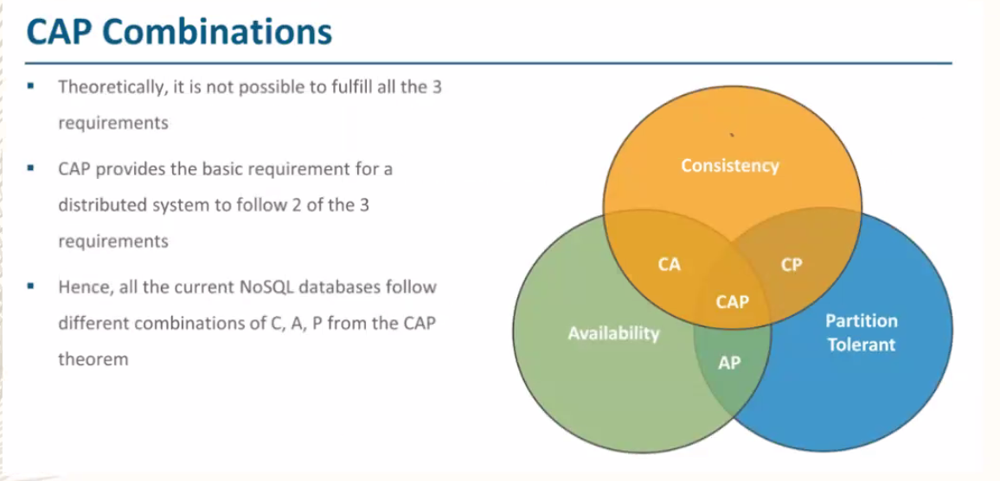 CAP Combinations
▪ Theoretically, it is not possible to fulfill all the 3
requirements
▪ CAP provides the basic requirement for a
distributed system to follow 2 of the 3
requirements
▪ Hence, all the current NoSQL databases follow
different combinations of C, A, P from the CAP
theorem
Consistency
CA
CP
CAP
Availability
Partition
Tolerant
AP